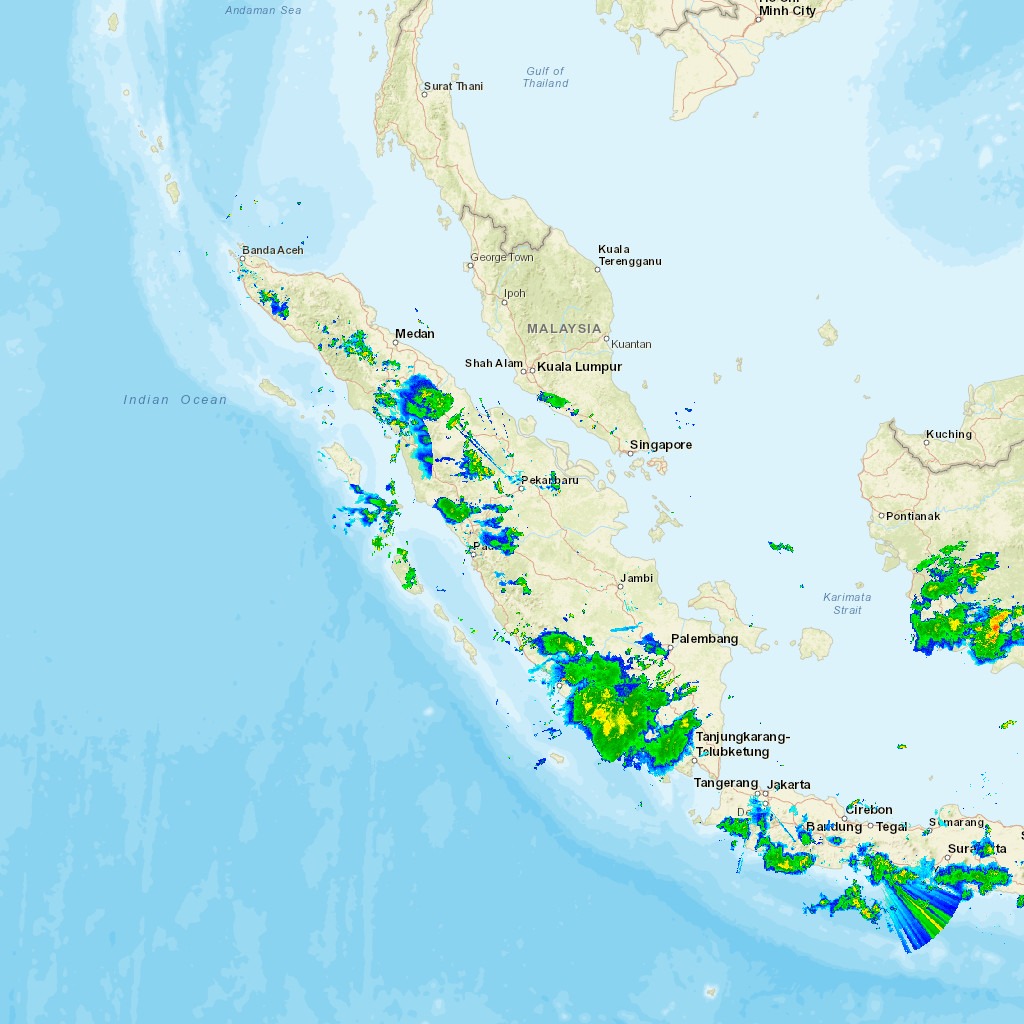 Andaman Sea
Minh City
Gulf of
Thailand
Surat Thani
Banda Aceh
George Town
Kuala
Terengganu
Ipoh
MALAYSIA
Medan
Kuantan
Shah Alam
Kuala Lumpur
Indian Ocean
Singapore
Kuching
Pekanbaru
Pontianak
Jambi
Karimata
Strait
Palembang
Tanjungkarang-
Telubketung
Tangerang
Jakarta
Cirebon
Bandung
Tegal
Semarang